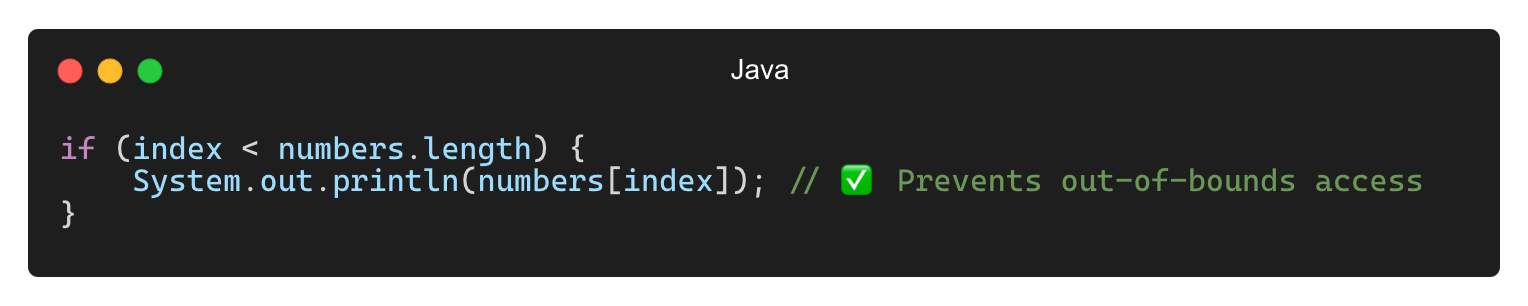 Java
if (index < numbers.length) {
    System.out.println(numbers[index]); // ✅ Prevents out-of-bounds access
}